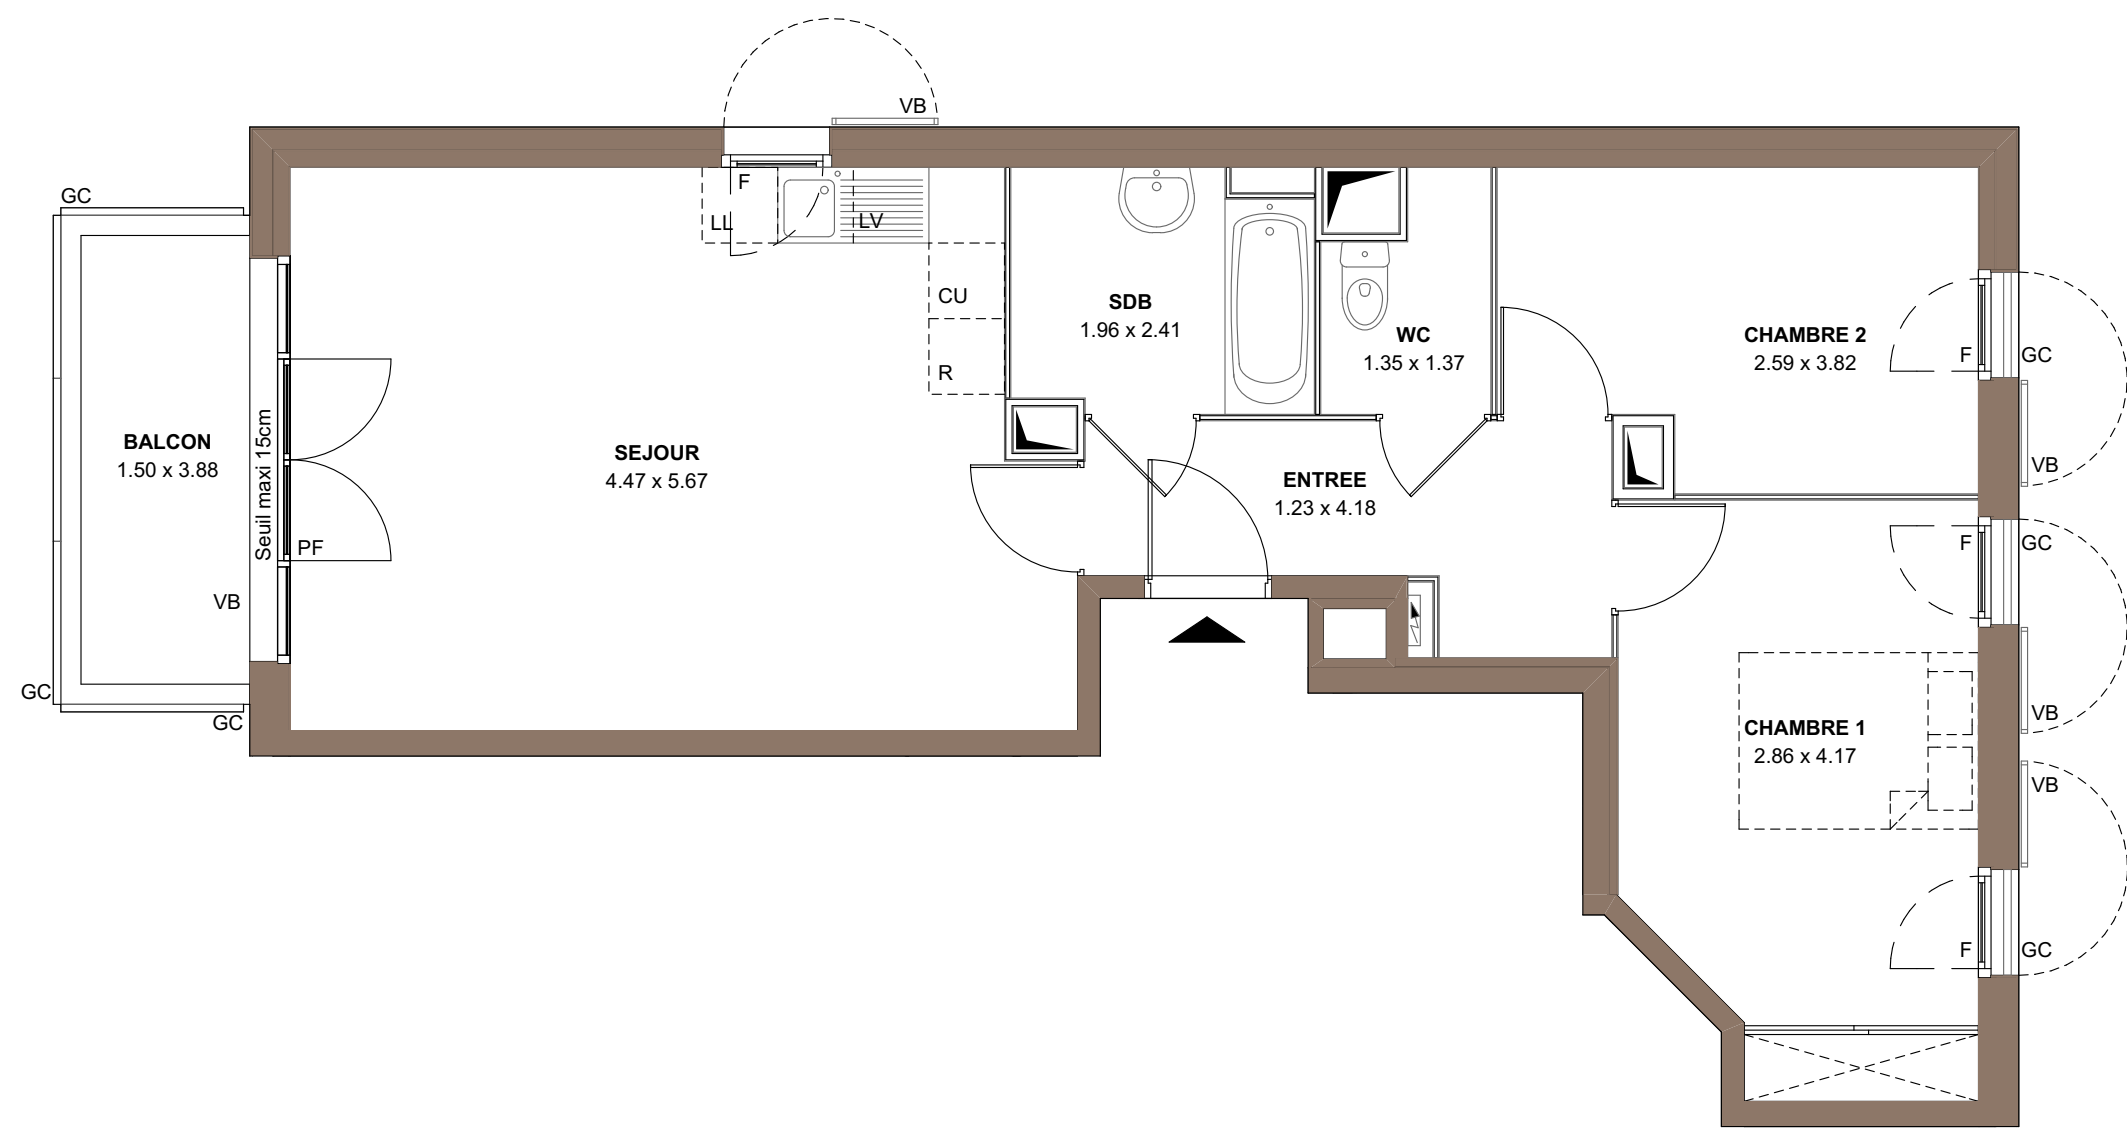 VB
GC
F
LL
LV
CU
R
SDB
1.96 x 2.41
WC
1.35 x 1.37
CHAMBRE 2
2.59 x 3.82
F
GC
VB
BALCON
1.50 x 3.88
Seuil maxi 15cm
PF
VB
GC
GC
SEJOUR
4.47 x 5.67
ENTREE
1.23 x 4.18
F
GC
VB
CHAMBRE 1
2.86 x 4.17
VB
F
GC